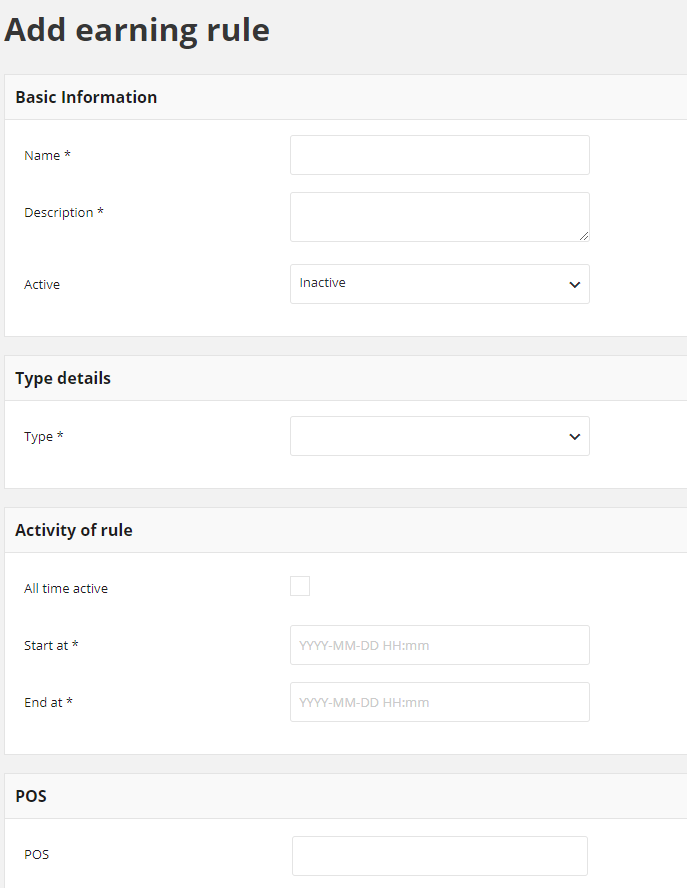 Add earning rule
Basic Information
Name *
Description *
Active
Inactive
Type details
Type *
Activity of rule
All time active
Start at *
YYYY-MM-DD HH:mm
End at *
YYYY-MM-DD HH:mm
POS
POS